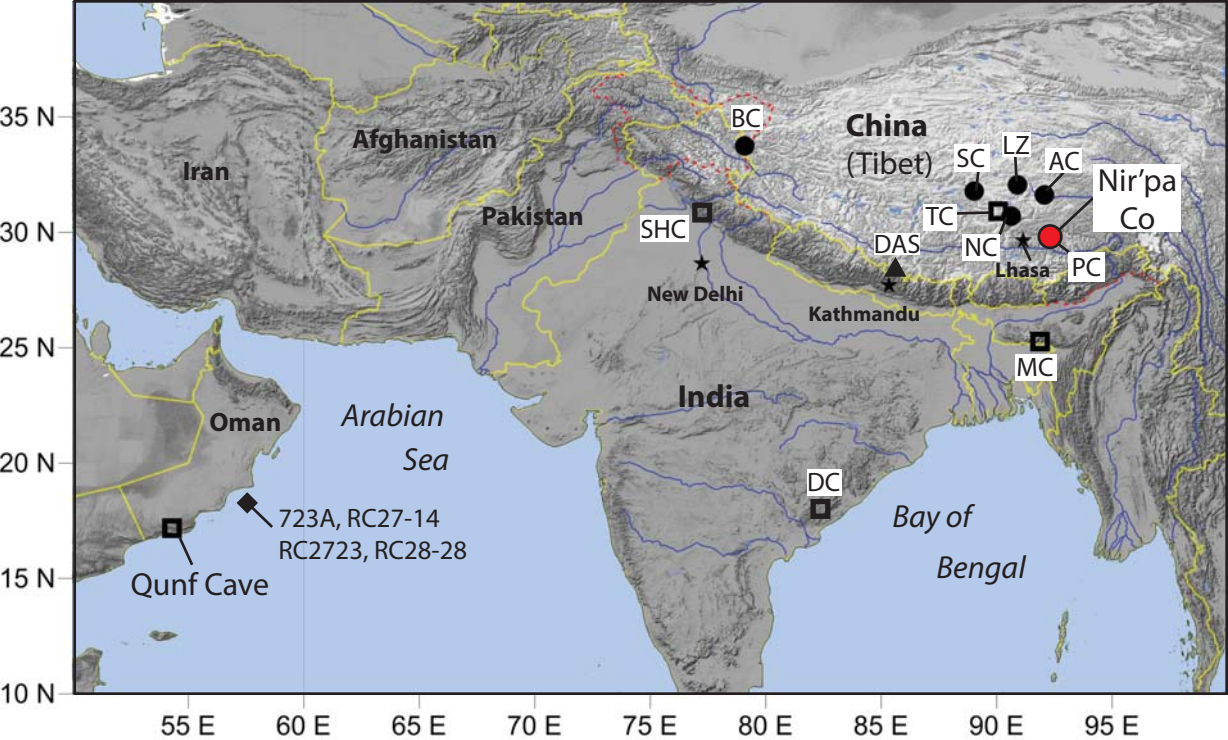 35 N
30 N
25 N
20 N
15 N
10 N
BC
China
(Tibet)
SC
LZ
AC
Nir'pa
Co
Afghanistan
Iran
Pakistan
SHC
TC
NC
DAS
Lhasa
PC
New Delhi
Kathmandu
MC
India
Oman
Arabian
Sea
DC
723A, RC27-14
RC2723, RC28-28
Bay of
Bengal
Qunf Cave
55 E
60 E
65 E
70 E
75 E
80 E
85 E
90 E
95 E